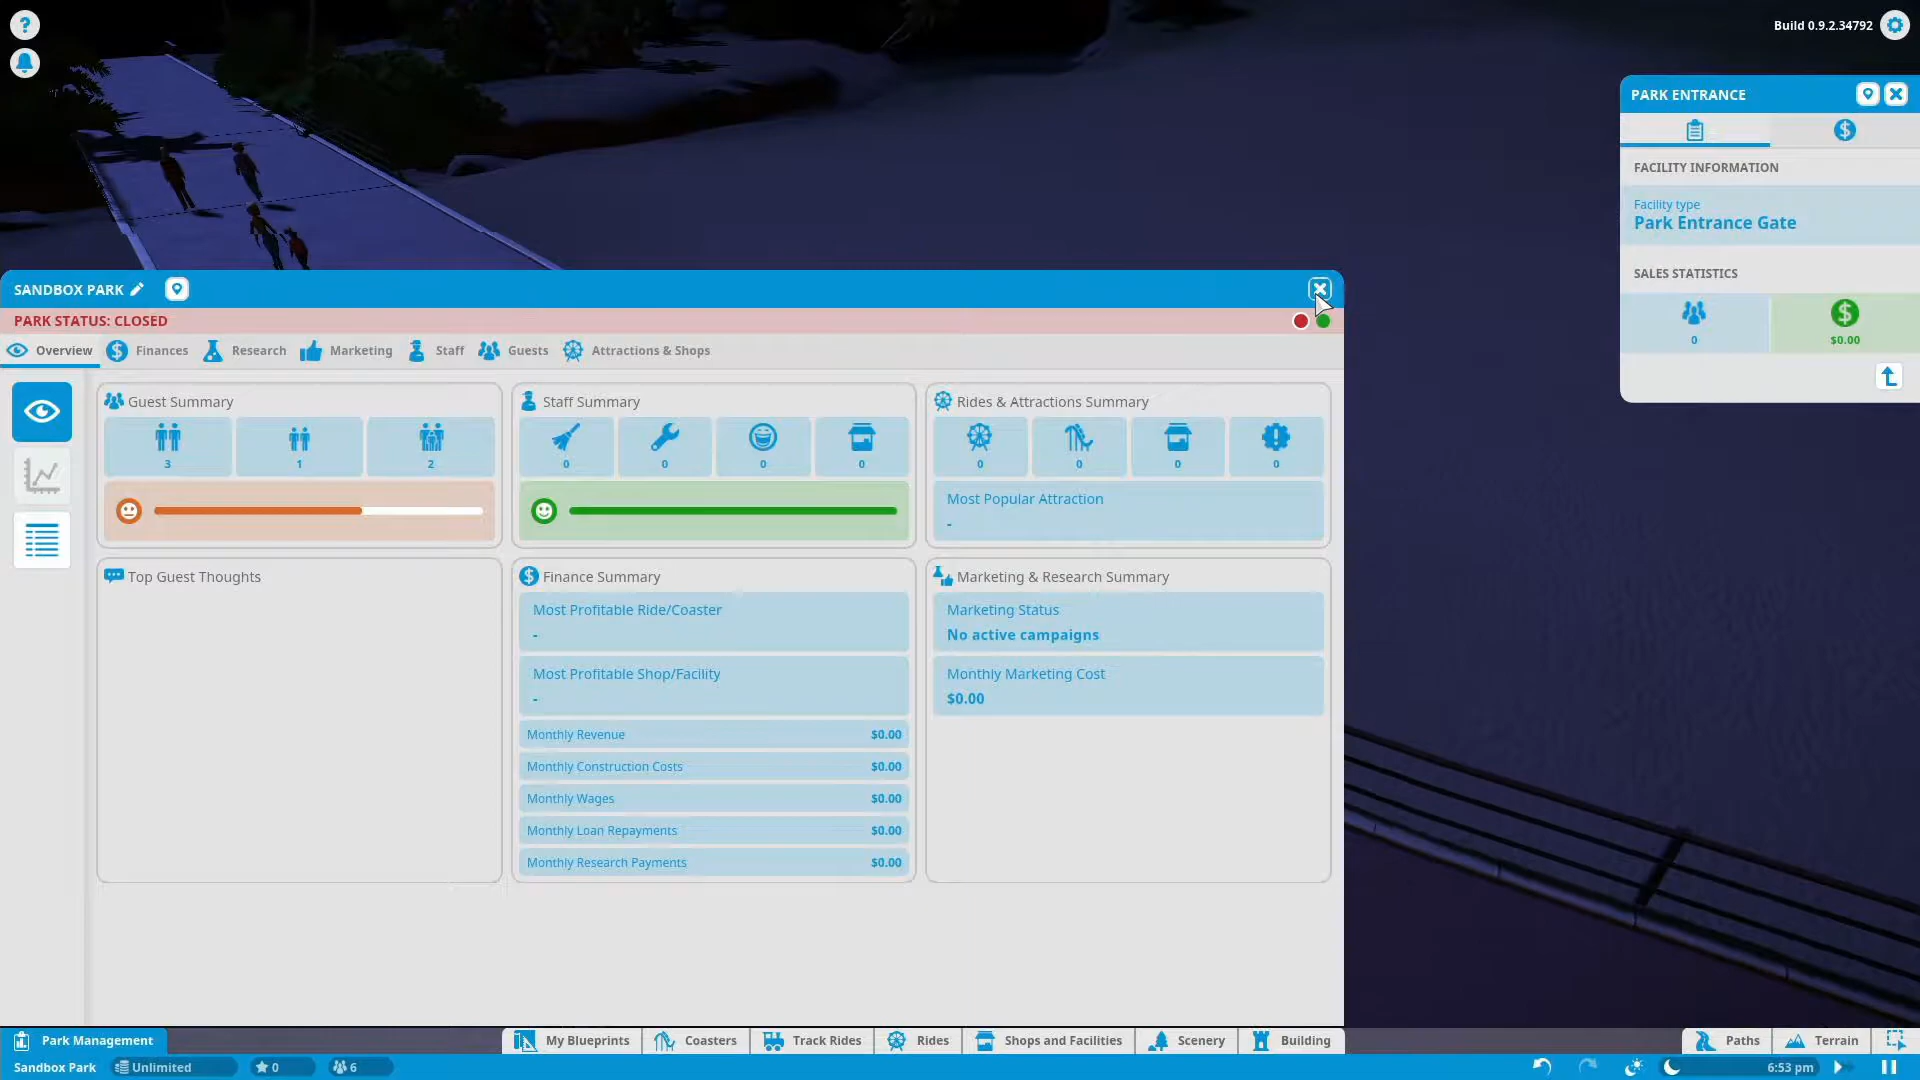 ?
Build 0.9.2.34792
PARK ENTRANCE
$
FACILITY INFORMATION
Facility type
Park Entrance Gate
SALES STATISTICS
0
$
$0.00
SANDBOX PARK
PARK STATUS: CLOSED
Overview
$ Finances
Research
Marketing
Staff
Guests
Attractions & Shops
Guest Summary
3
1
2
Staff Summary
0
0
0
0
Rides & Attractions Summary
0
0
0
0
Most Popular Attraction
-
Top Guest Thoughts
$ Finance Summary
Most Profitable Ride/Coaster
-
Most Profitable Shop/Facility
-
Monthly Revenue $0.00
Monthly Construction Costs $0.00
Monthly Wages $0.00
Monthly Loan Repayments $0.00
Monthly Research Payments $0.00
Marketing & Research Summary
Marketing Status
No active campaigns
Monthly Marketing Cost
$0.00
Park Management
My Blueprints
Coasters
Track Rides
Rides
Shops and Facilities
Scenery
Building
Paths
Terrain
Sandbox Park
Unlimited
0
6
6:53 pm